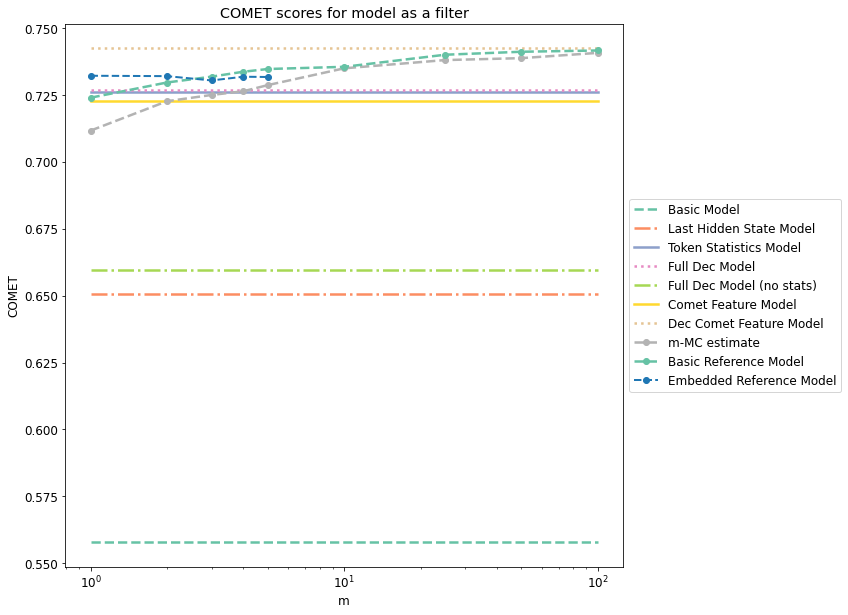 COMET scores for model as a filter
0.750
0.725
0.700
0.675
0.650
0.625
0.600
0.575
0.550
COMET
10^0
10^1
10^2
m
Basic Model
Last Hidden State Model
Token Statistics Model
Full Dec Model
Full Dec Model (no stats)
Comet Feature Model
Dec Comet Feature Model
m-MC estimate
Basic Reference Model
Embedded Reference Model